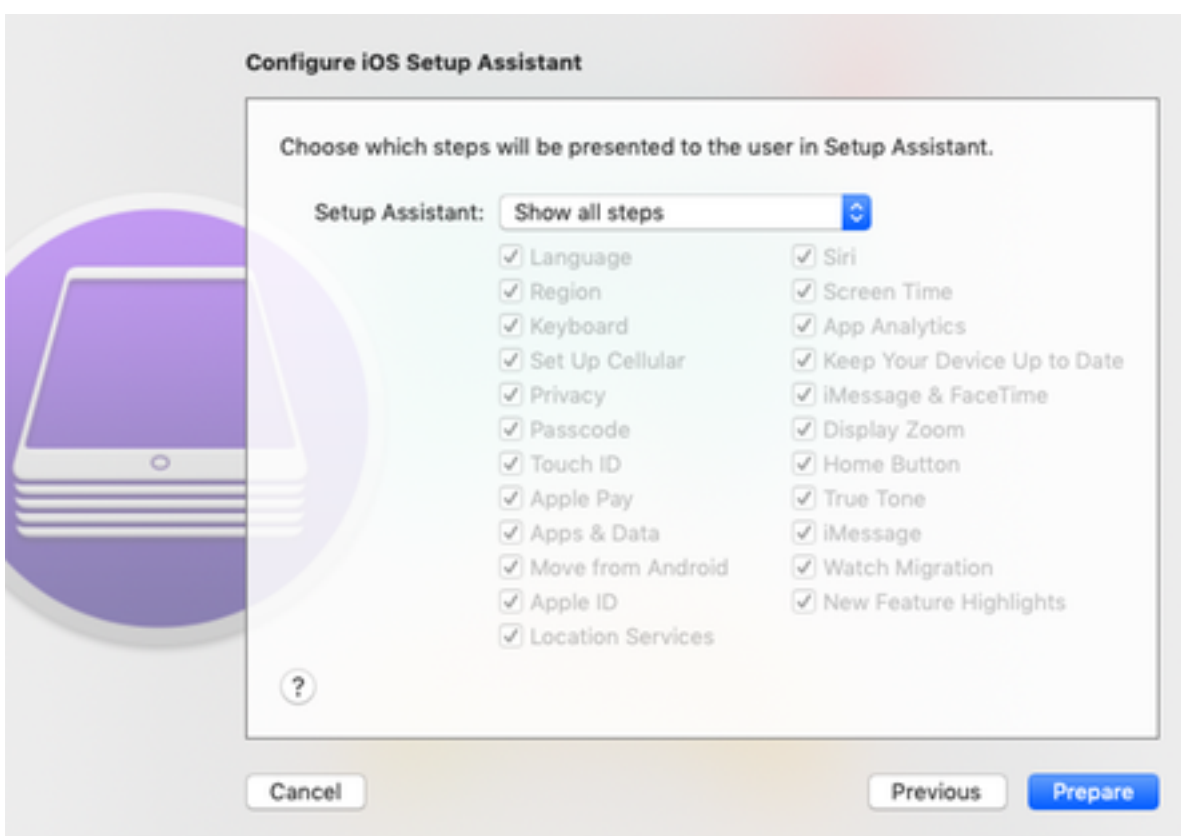 Configure iOS Setup Assistant
Choose which steps will be presented to the user in Setup Assistant.
Setup Assistant: Show all steps
Language
Region
Keyboard
Set Up Cellular
Privacy
Passcode
Touch ID
Apple Pay
Apps & Data
Move from Android
Apple ID
Location Services
Siri
Screen Time
App Analytics
Keep Your Device Up to Date
iMessage & FaceTime
Display Zoom
Home Button
True Tone
iMessage
Watch Migration
New Feature Highlights
?
Cancel
Previous
Prepare